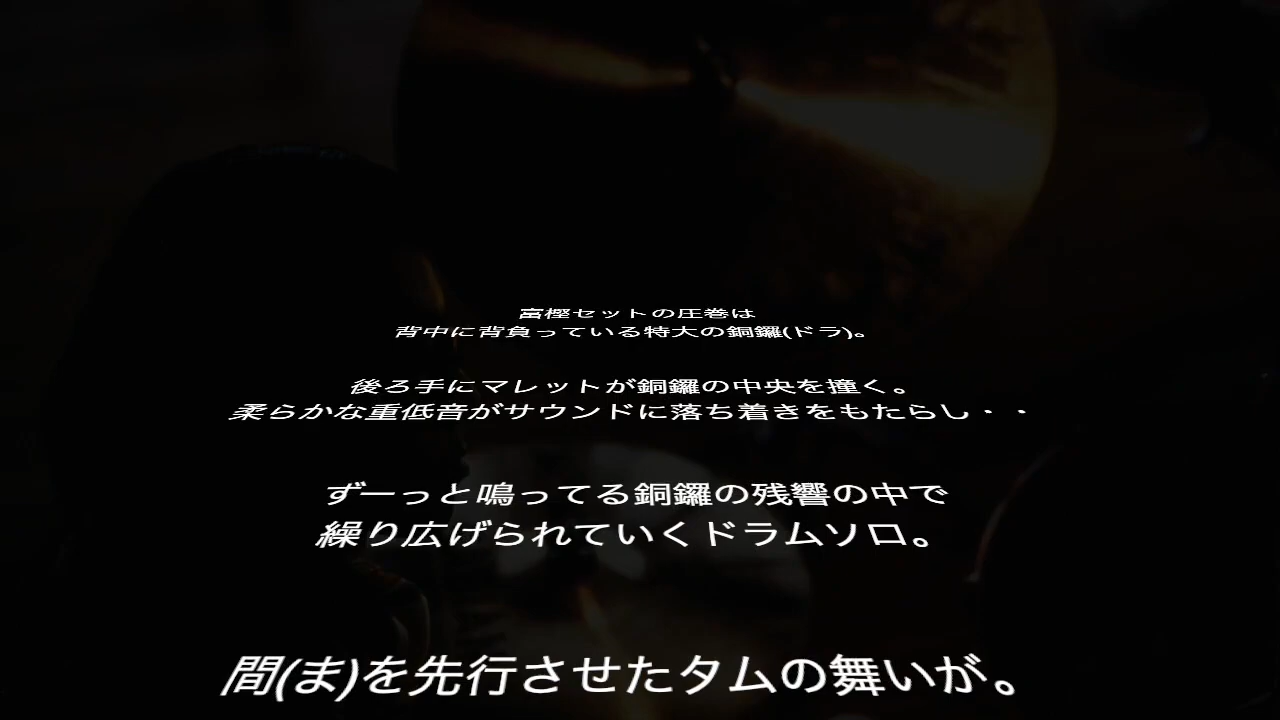 富樫セットの圧巻は
背中に背負っている特大の銅鑼(ドラ)。
後ろ手にマレットが銅鑼の中央を撞く。
柔らかな重低音がサウンドに落ち着きをもたらし・・
ずーっと鳴ってる銅鑼の残響の中で
繰り広げられていくドラムソロ。
間(ま)を先行させたタムの舞いが。